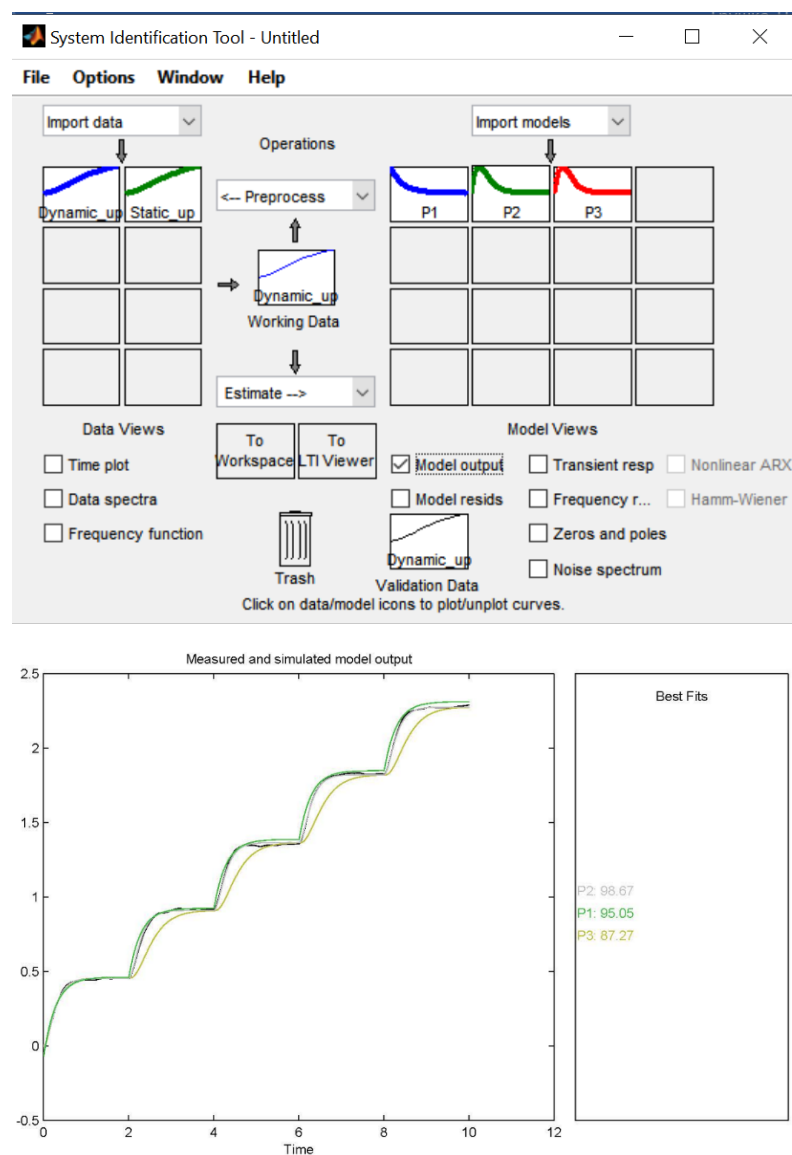 System Identification Tool - Untitled
File Options Window Help
Import data
Import models
Operations
<-- Preprocess
Dynamic_up Static_up
P1 P2 P3
Dynamic_up
Working Data
Estimate -->
Data Views
Model Views
To Workspace
To LTI Viewer
Time plot
Model output
Transient resp
Nonlinear ARX
Data spectra
Model resids
Frequency r...
Hamm-Wiener
Frequency function
Zeros and poles
Dynamic_up
Noise spectrum
Trash
Validation Data
Click on data/model icons to plot/unplot curves.
Measured and simulated model output
2.5
2
1.5
1
0.5
0
-0.5
0 2 4 6 8 10 12
Time
Best Fits
P2: 98.67
P1: 95.05
P3: 87.27